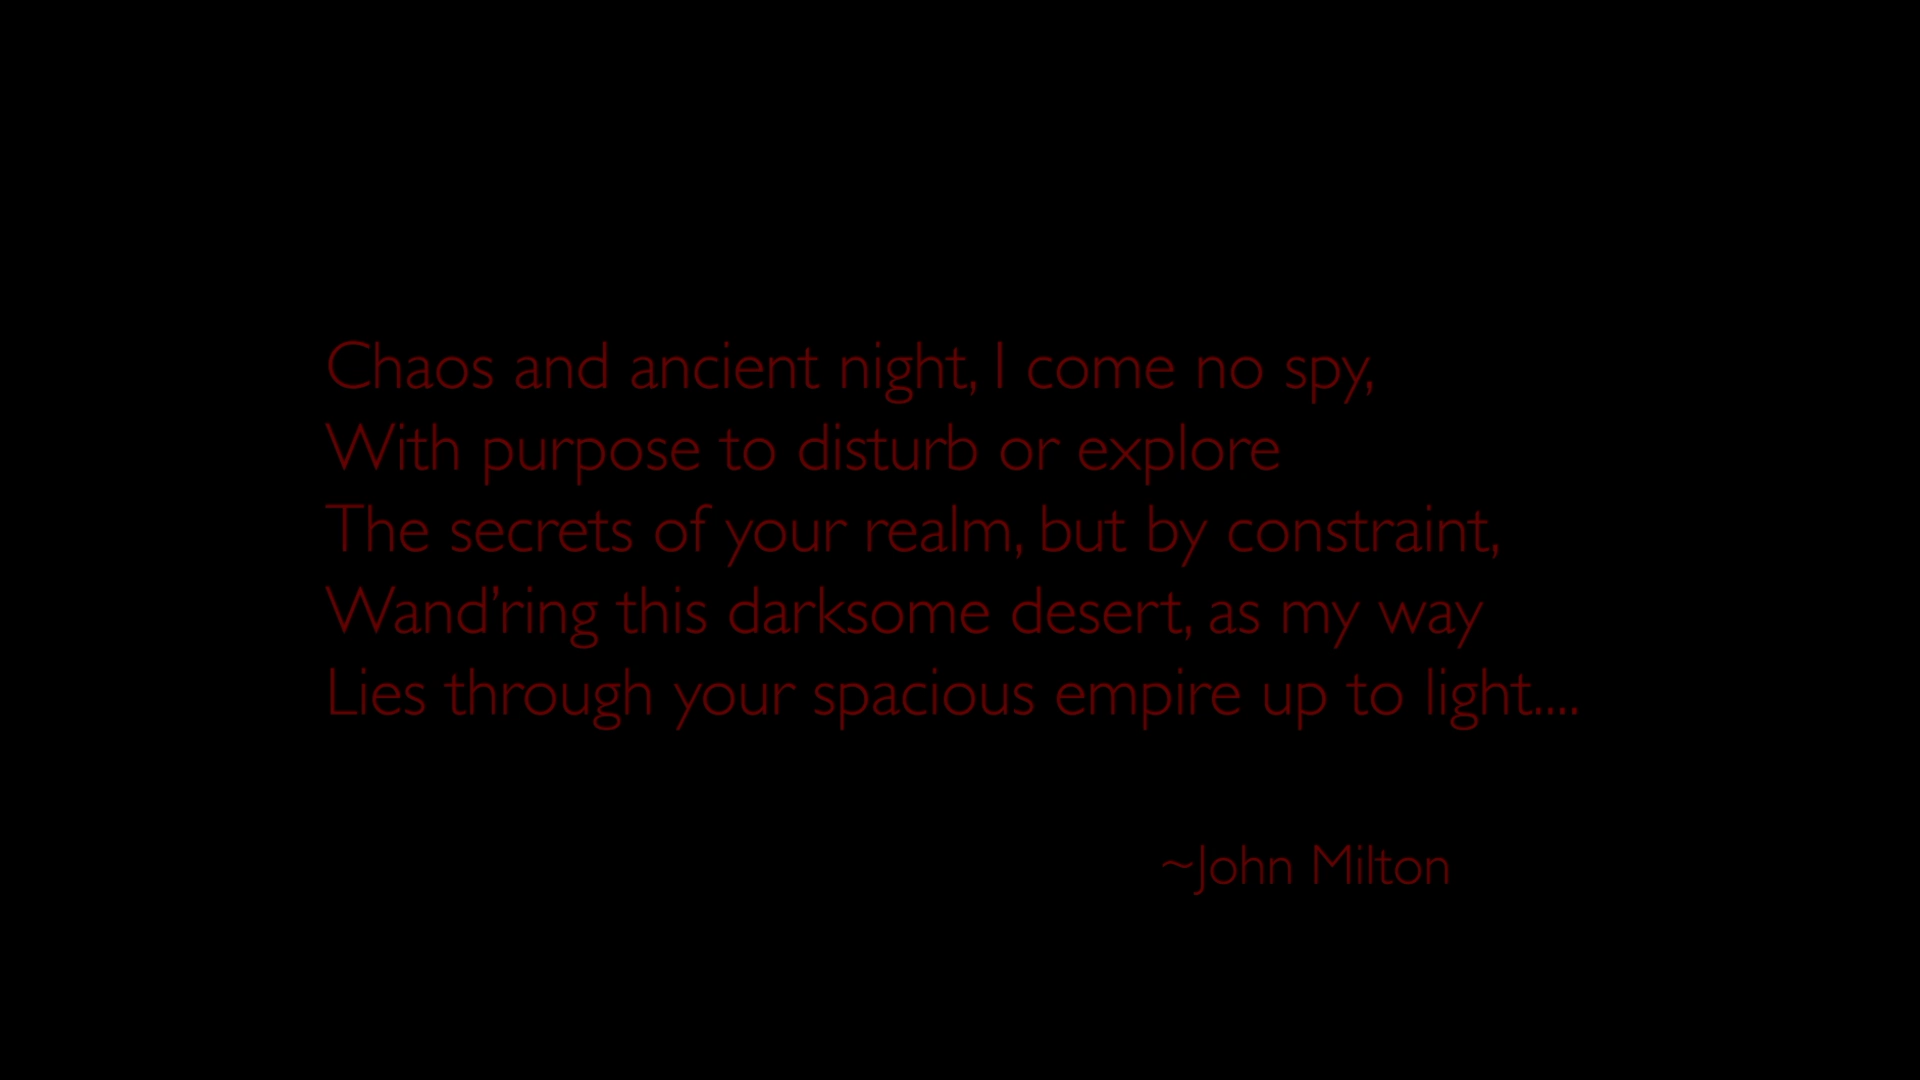 Chaos and ancient night, I come no spy,
With purpose to disturb or explore
The secrets of your realm, but by constraint,
Wand’ring this darksome desert, as my way
Lies through your spacious empire up to light....
~John Milton